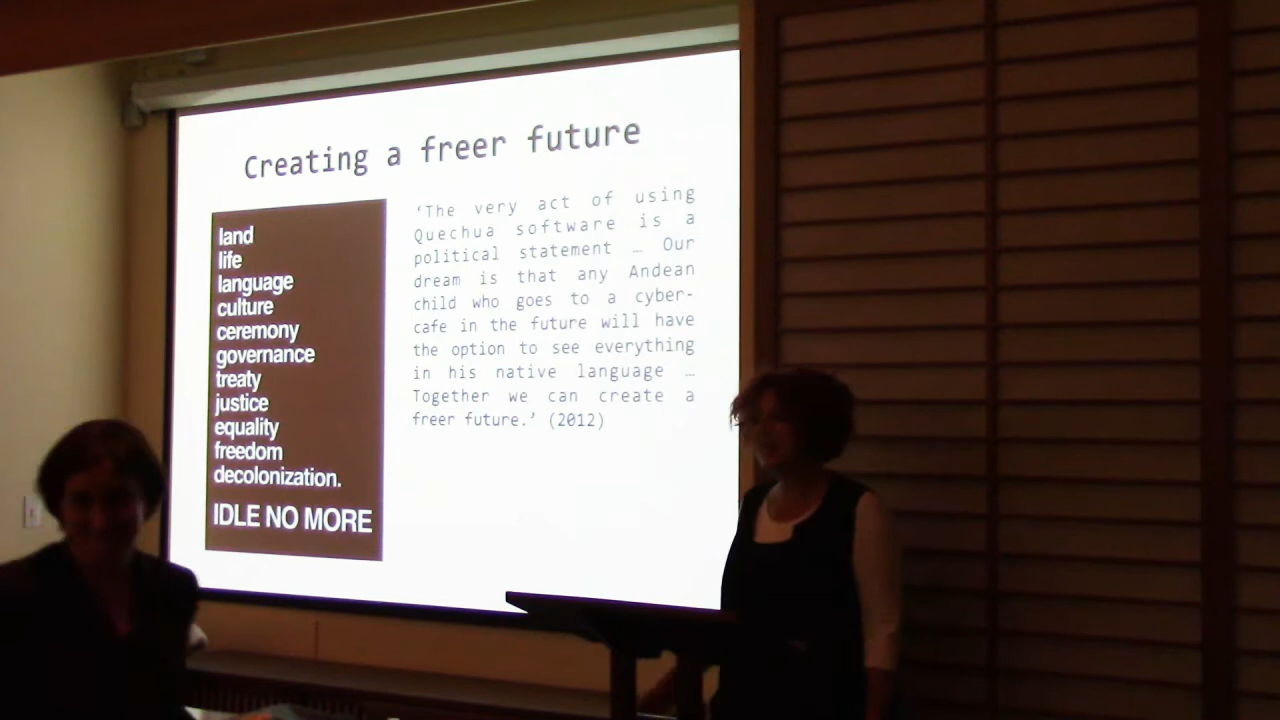 Creating a freer future
land
life
language
culture
ceremony
governance
treaty
justice
equality
freedom
decolonization.
IDLE NO MORE
‘The very act of using
Quechua software is a
political statement … Our
dream is that any Andean
child who goes to a cyber-
cafe in the future will have
the option to see everything
in his native language …
Together we can create a
freer future.’ (2012)